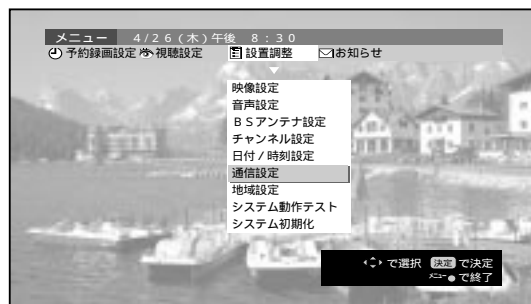 メニュー 4/26(木)午後 8:30
予約録画設定 視聴設定 設置調整 お知らせ
映像設定
音声設定
BSアンテナ設定
チャンネル設定
日付/時刻設定
通信設定
地域設定
システム動作テスト
システム初期化
で選択 決定 で決定
メニュー で終了